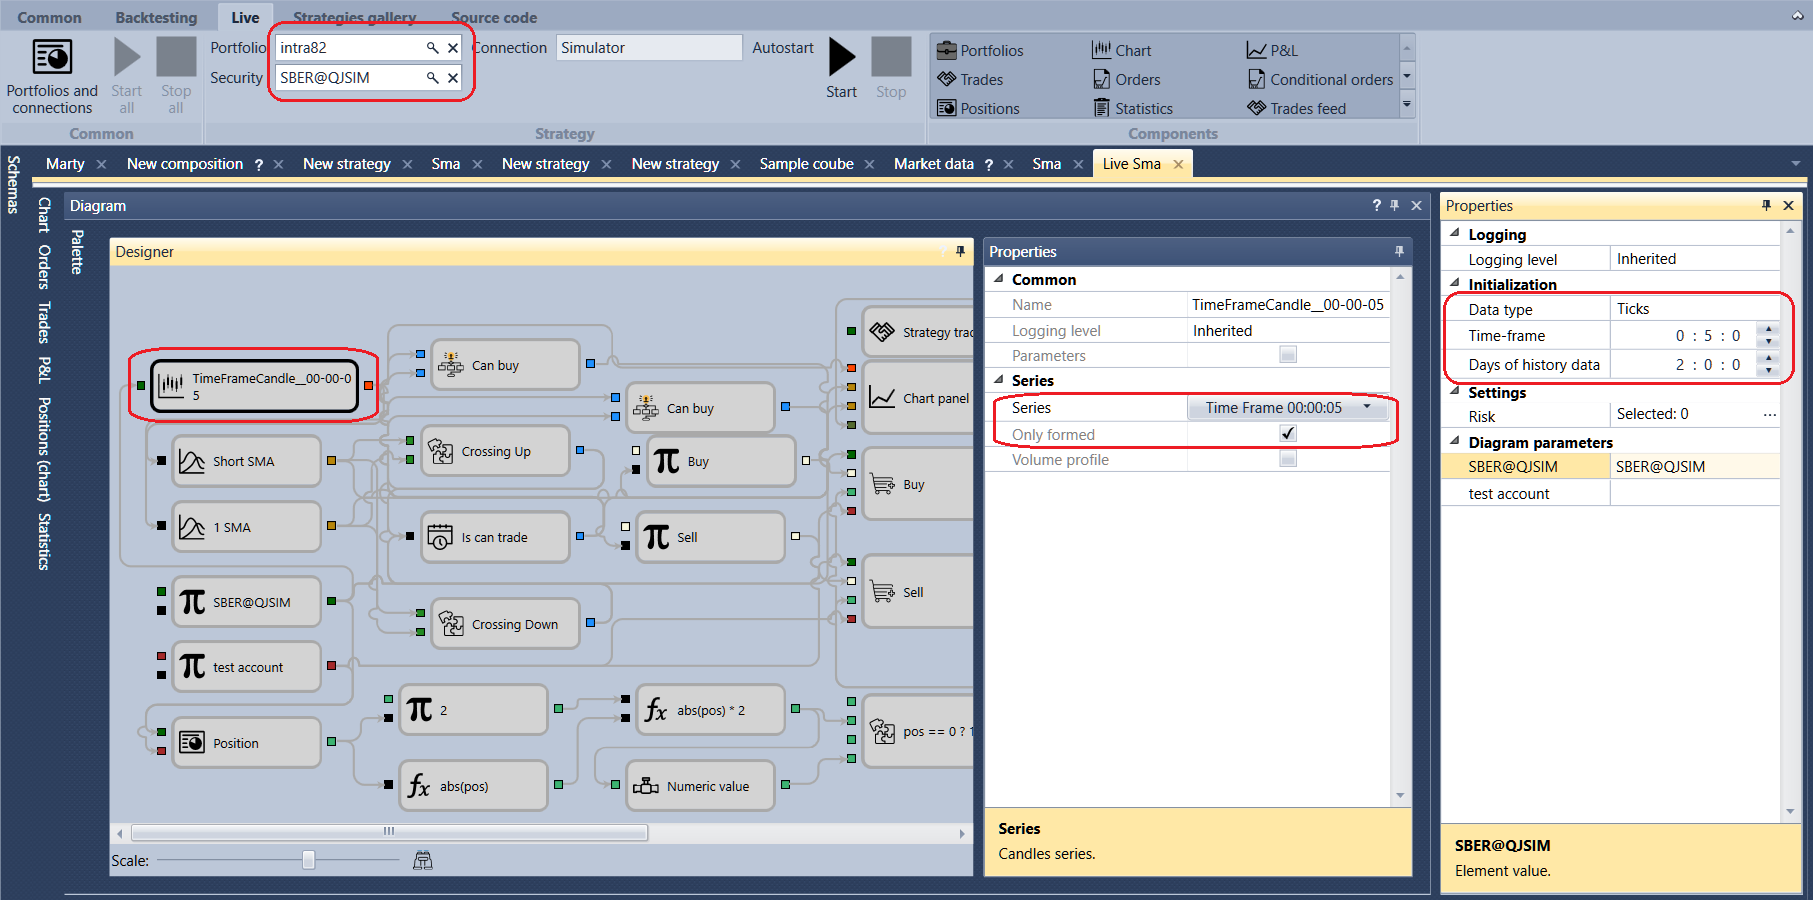 Common Backtesting Live Strategies gallery Source code
Portfolio intra82 Connection Simulator Autostart
Security SBER@QJSIM
Portfolios and connections
Start all
Stop all
Start
Stop
Portfolios Chart P&L
Trades Orders Conditional orders
Positions Statistics Trades feed
Common Strategy Components
Schemas
Marty New composition ? New strategy Sma New strategy New strategy Sample coube Market data ? Sma Live Sma
Chart Orders Trades P&L Positions (chart) Statistics
Diagram ?
Palette
Designer
TimeFrameCandle__00-00-0
5
Short SMA
1 SMA
SBER@QJSIM
test account
Position
Can buy
Can buy
Crossing Up
π Buy
Is can trade
π Sell
Crossing Down
π 2
fx abs(pos)
fx abs(pos) * 2
Numeric value
Strategy trac
Chart panel
Buy
Sell
pos == 0 ? 1
Scale:
Properties
Common
Name TimeFrameCandle__00-00-05
Logging level Inherited
Parameters
Series
Series Time Frame 00:00:05
Only formed
Volume profile
Series
Candles series.
Properties
Logging
Logging level Inherited
Initialization
Data type Ticks
Time-frame 0 : 5 : 0
Days of history data 2 : 0 : 0
Settings
Risk Selected: 0 ...
Diagram parameters
SBER@QJSIM SBER@QJSIM
test account
SBER@QJSIM
Element value.